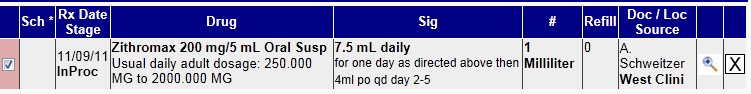 Sch * Rx Date Stage Drug Sig # Refill Doc / Loc Source
11/09/11 InProc
Zithromax 200 mg/5 mL Oral Susp
Usual daily adult dosage: 250.000
MG to 2000.000 MG
7.5 mL daily
for one day as directed above then
4ml po qd day 2-5
1
Milliliter
0
A.
Schweitzer
West Clini
X